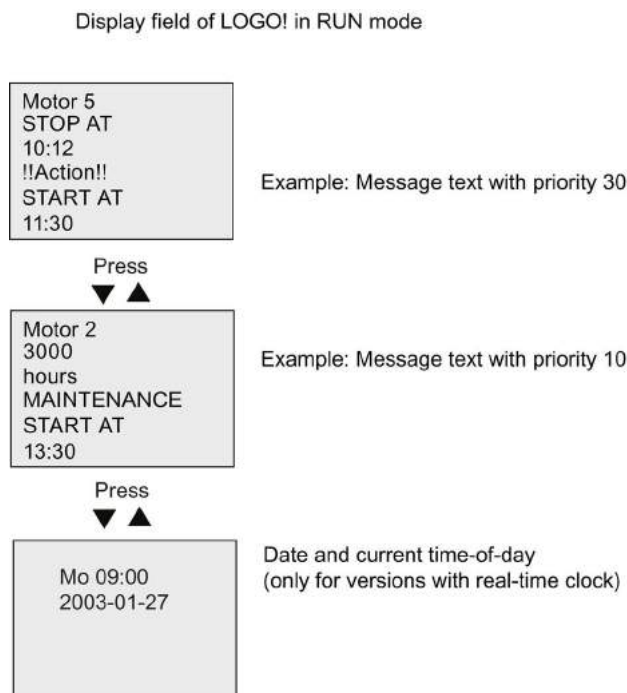 Display field of LOGO! in RUN mode
Motor 5
STOP AT
10:12
!!Action!!
START AT
11:30
Example: Message text with priority 30
Press
▼ ▲
Motor 2
3000
hours
MAINTENANCE
START AT
13:30
Example: Message text with priority 10
Press
▼ ▲
Mo 09:00
2003-01-27
Date and current time-of-day
(only for versions with real-time clock)